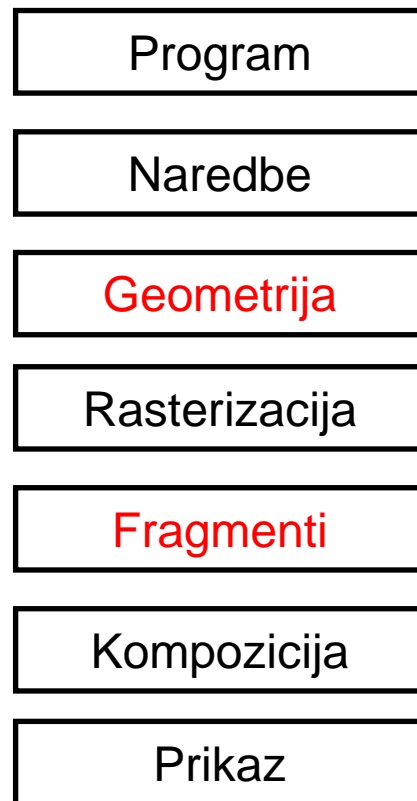 Program
Naredbe
Geometrija
Rasterizacija
Fragmenti
Kompozicija
Prikaz